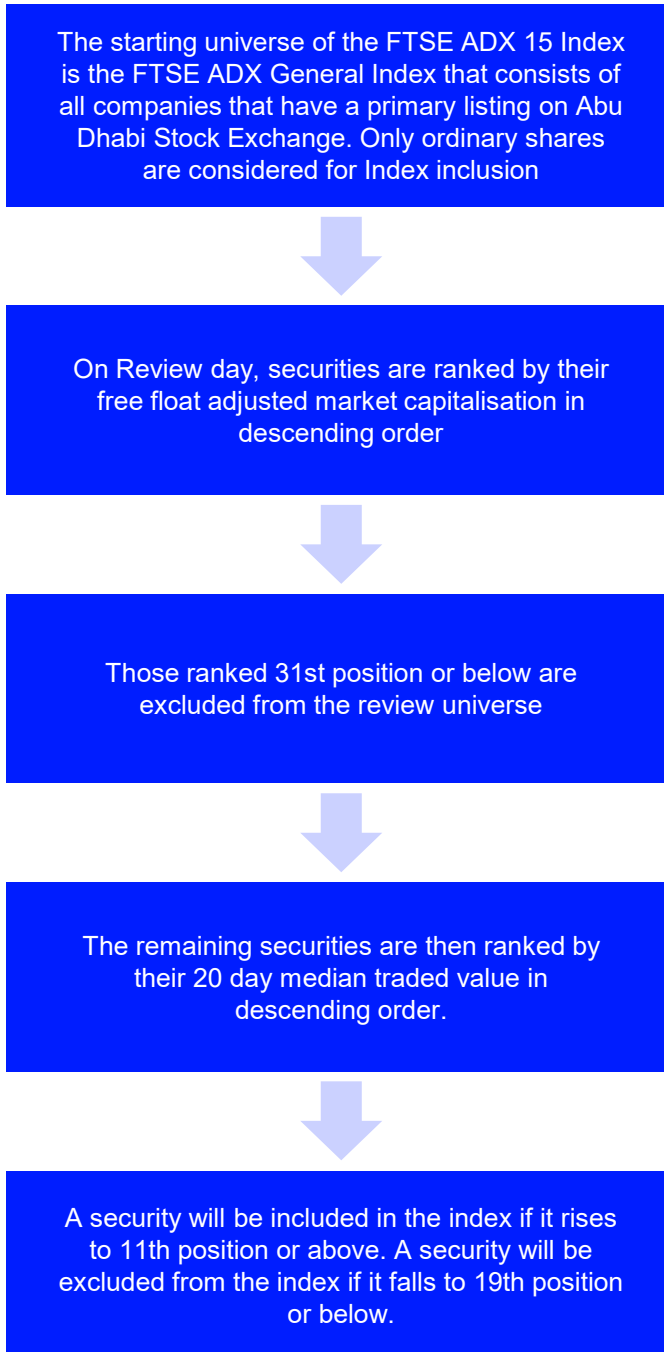 The starting universe of the FTSE ADX 15 Index
is the FTSE ADX General Index that consists of
all companies that have a primary listing on Abu
Dhabi Stock Exchange. Only ordinary shares
are considered for Index inclusion
On Review day, securities are ranked by their
free float adjusted market capitalisation in
descending order
Those ranked 31st position or below are
excluded from the review universe
The remaining securities are then ranked by
their 20 day median traded value in
descending order.
A security will be included in the index if it rises
to 11th position or above. A security will be
excluded from the index if it falls to 19th position
or below.